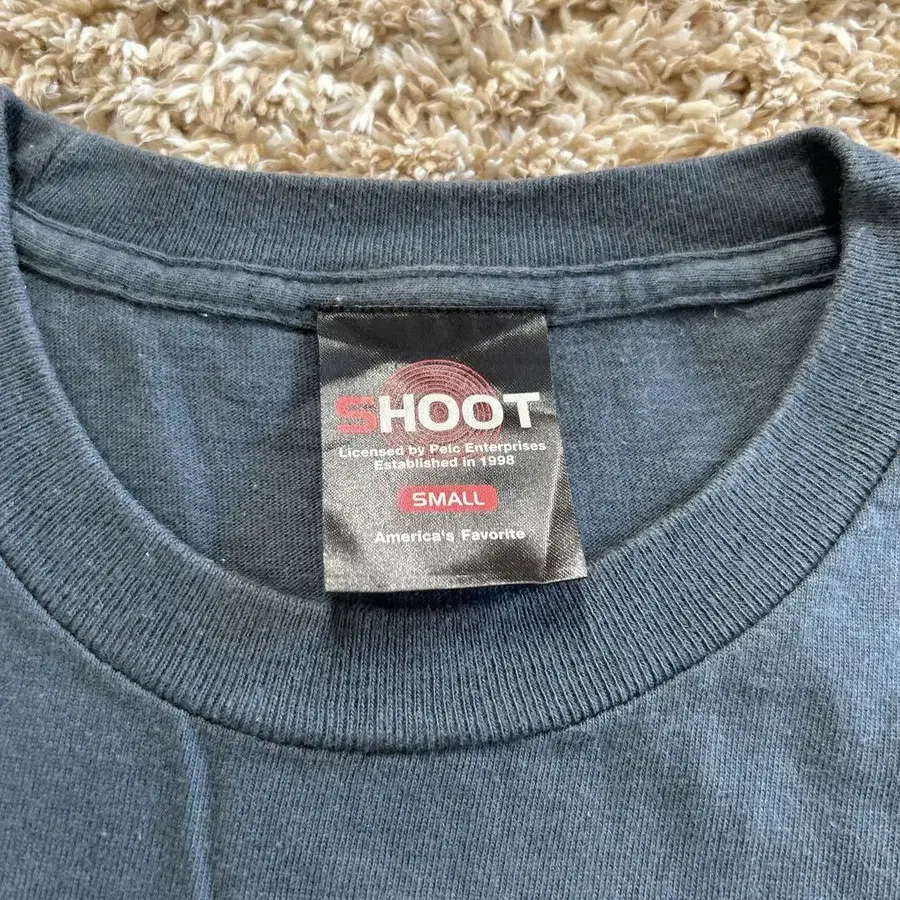 SHOOT
Licensed by Pelc Enterprises
Established in 1998
SMALL
America's Favorite